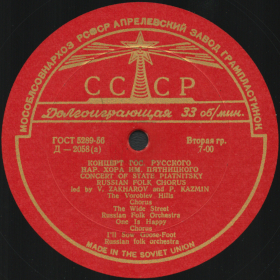 МОСОБЛСОВНАРХОЗ РСФСР АПРЕЛЕВСКИЙ ЗАВОД ГРАМПЛАСТИНОК
СССР
Долгоиграющая 33 об/мин.
ГОСТ 5289-56
Д — 2056(а)
Вторая гр.
7-00
КОНЦЕРТ ГОС. РУССКОГО
НАР. ХОРА ИМ. ПЯТНИЦКОГО
CONCERT OF STATE PIATNITSKY
RUSSIAN FOLK CHORUS
led by V. ZAKHAROV and P. KAZMIN
The Vorobiev Hills
Chorus
The Wide Street
Russian Folk Orchestra
One Is Happy
Chorus
I'll Sow Goose-Foot
Russian folk orchestra
MADE IN THE SOVIET UNION